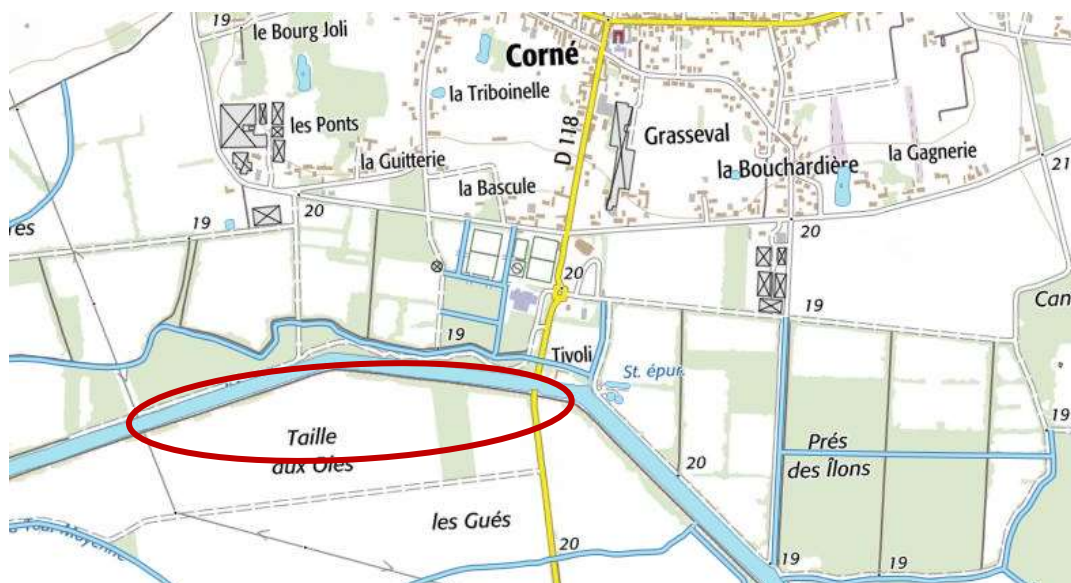 19
le Bourg Joli
Corné
la Triboinelle
les Ponts
D 118
Grasseval
la Guitterie
la Bouchardière
la Gagnerie
21
la Bascule
20
res
19
20
20
19
Can
19
Tivoli
St. épur.
19
Taille
aux Oies
Prés
des Îlons
20
les Gués
20
19
19